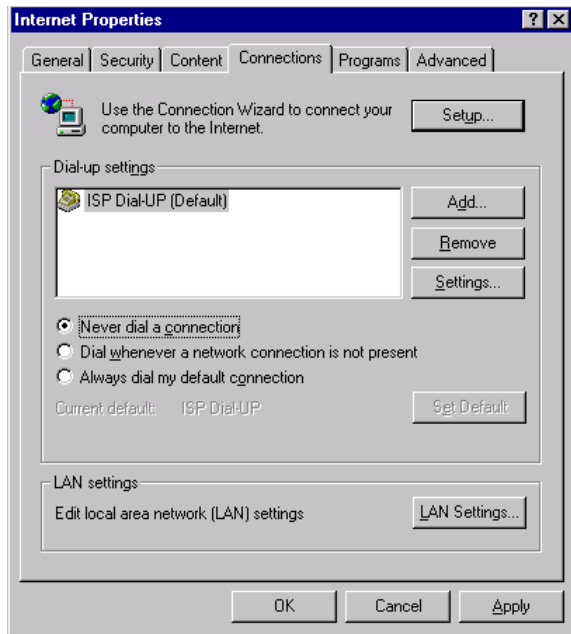 Internet Properties
General Security Content Connections Programs Advanced
Use the Connection Wizard to connect your
computer to the Internet.
Setup...
Dial-up settings
ISP Dial-UP (Default)
Add...
Remove
Settings...
Never dial a connection
Dial whenever a network connection is not present
Always dial my default connection
Current default: ISP Dial-UP
Set Default
LAN settings
Edit local area network (LAN) settings
LAN Settings...
OK Cancel Apply